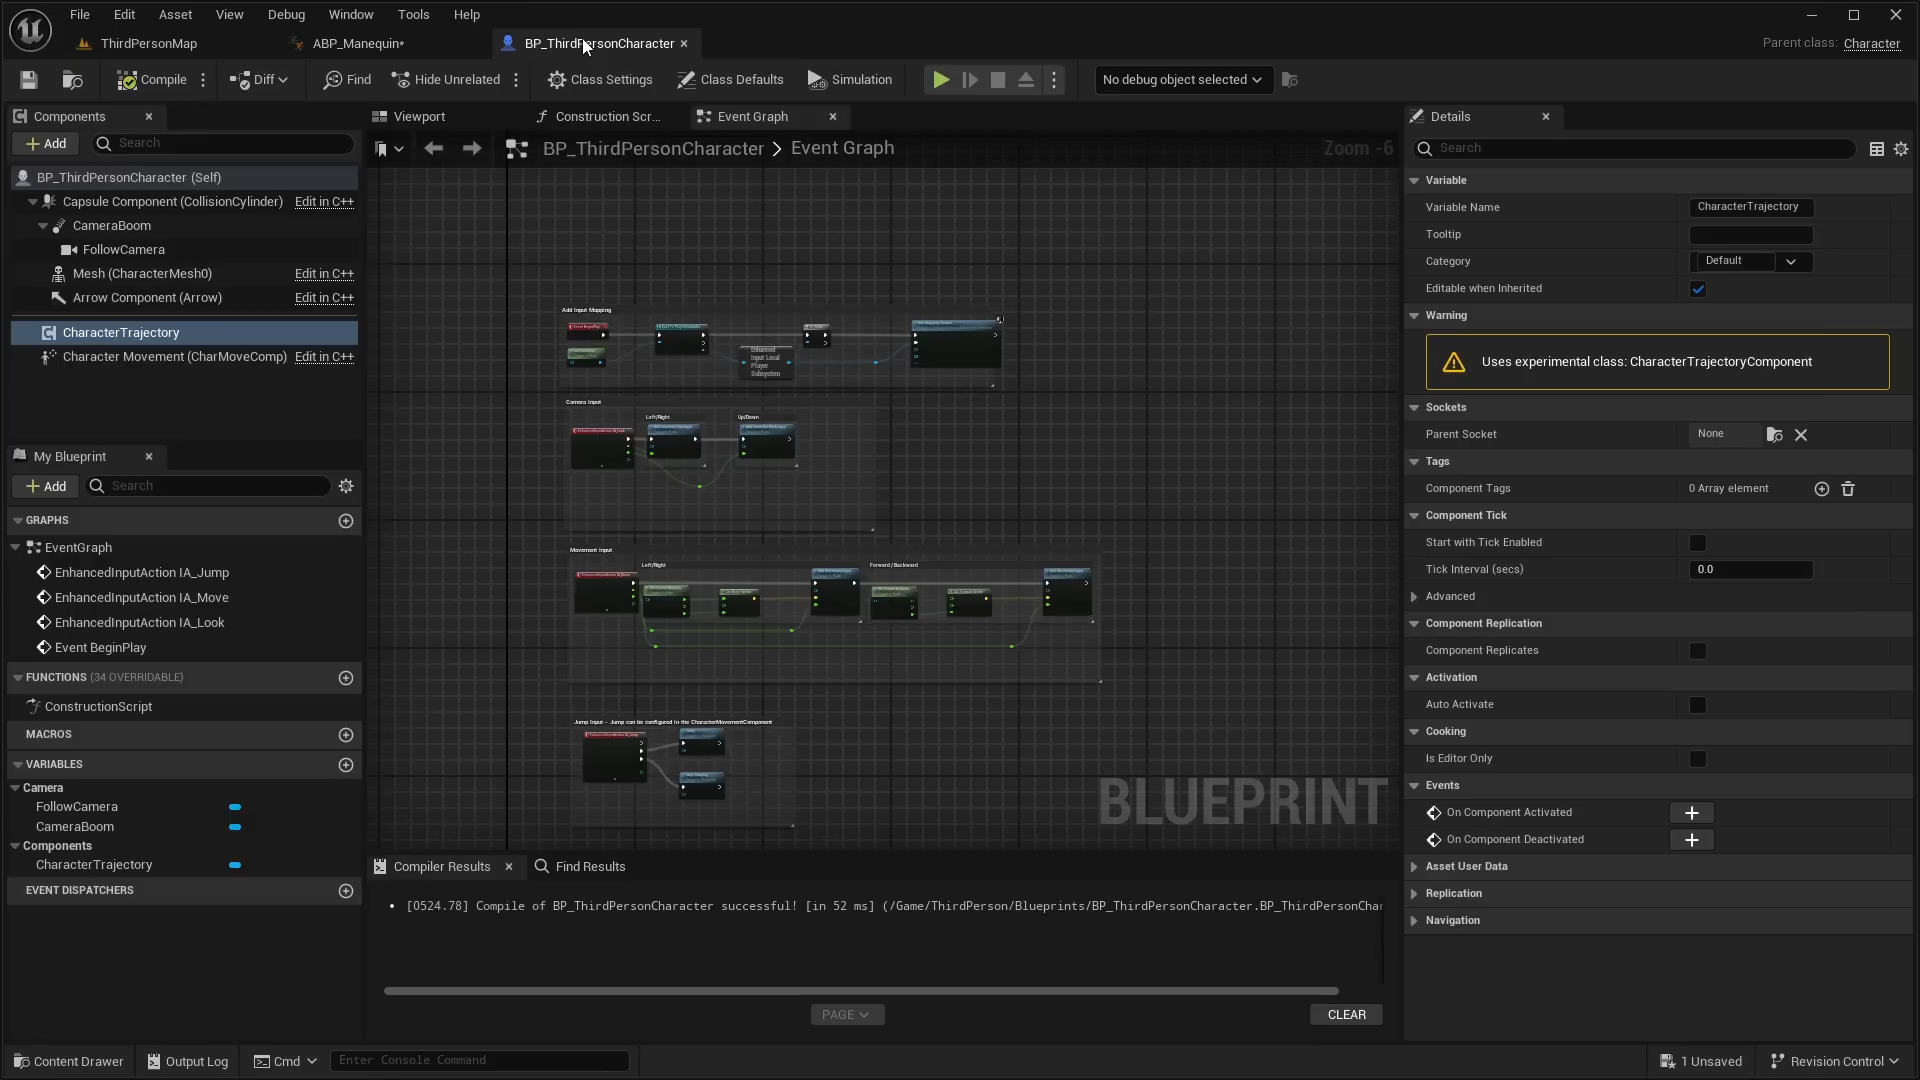 File Edit Asset View Debug Window Tools Help
ThirdPersonMap ABP_Manequin* BP_ThirdPersonCharacter
Parent class: Character
Compile Diff Find Hide Unrelated Class Settings Class Defaults Simulation No debug object selected
Components
Add Search
BP_ThirdPersonCharacter (Self)
Capsule Component (CollisionCylinder) Edit in C++
CameraBoom
FollowCamera
Mesh (CharacterMesh0) Edit in C++
Arrow Component (Arrow) Edit in C++
CharacterTrajectory
Character Movement (CharMoveComp) Edit in C++
My Blueprint
Add Search
GRAPHS
EventGraph
EnhancedInputAction IA_Jump
EnhancedInputAction IA_Move
EnhancedInputAction IA_Look
Event BeginPlay
FUNCTIONS (34 OVERRIDABLE)
ConstructionScript
MACROS
VARIABLES
Camera
FollowCamera
CameraBoom
Components
CharacterTrajectory
EVENT DISPATCHERS
Viewport Construction Scr... Event Graph
BP_ThirdPersonCharacter > Event Graph
Zoom -6
Add Input Mapping
Enhanced
Input Local
Player
Subsystem
Camera Input
Left/Right Up/Down
Movement Input
Left/Right Forward / Backward
Jump Input - Jump can be configured in the CharacterMovementComponent
BLUEPRINT
Compiler Results Find Results
[0524.78] Compile of BP_ThirdPersonCharacter successful! [in 52 ms] (/Game/ThirdPerson/Blueprints/BP_ThirdPersonCharacter.BP_ThirdPersonChar
PAGE CLEAR
Details
Search
Variable
Variable Name CharacterTrajectory
Tooltip
Category Default
Editable when Inherited
Warning
Uses experimental class: CharacterTrajectoryComponent
Sockets
Parent Socket None
Tags
Component Tags 0 Array element
Component Tick
Start with Tick Enabled
Tick Interval (secs) 0.0
Advanced
Component Replication
Component Replicates
Activation
Auto Activate
Cooking
Is Editor Only
Events
On Component Activated
On Component Deactivated
Asset User Data
Replication
Navigation
Content Drawer Output Log Cmd Enter Console Command 1 Unsaved Revision Control